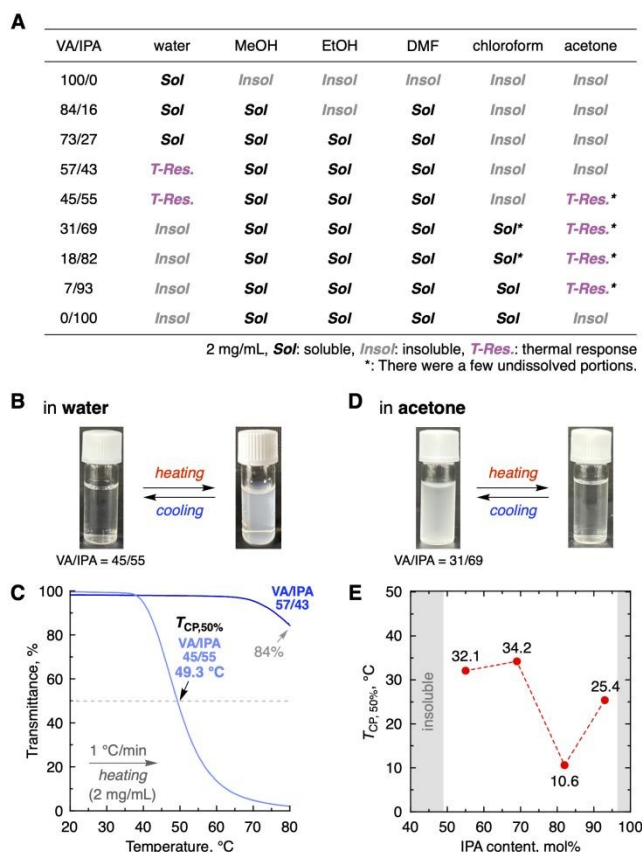 A
VA/IPA water MeOH EtOH DMF chloroform acetone
100/0 Sol Insol Insol Insol Insol Insol
84/16 Sol Sol Insol Sol Insol Insol
73/27 Sol Sol Sol Sol Insol Insol
57/43 T-Res. Sol Sol Sol Insol Insol
45/55 T-Res. Sol Sol Sol Insol T-Res.*
31/69 Insol Sol Sol Sol Sol* T-Res.*
18/82 Insol Sol Sol Sol Sol* T-Res.*
7/93 Insol Sol Sol Sol Sol T-Res.*
0/100 Insol Sol Sol Sol Sol Insol
2 mg/mL, Sol: soluble, Insol: insoluble, T-Res.: thermal response
*: There were a few undissolved portions.
B in water
heating
cooling
VA/IPA = 45/55
D in acetone
heating
cooling
VA/IPA = 31/69
C
Transmittance, %
100
80
60
40
20
0
VA/IPA
57/43
TCP,50%
VA/IPA
45/55
49.3 °C
84%
1 °C/min
heating
(2 mg/mL)
20 30 40 50 60 70 80
Temperature, °C
E
TCP, 50%, °C
50
40
30
20
10
0
insoluble
32.1
34.2
10.6
25.4
40 50 60 70 80 90 100
IPA content, mol%